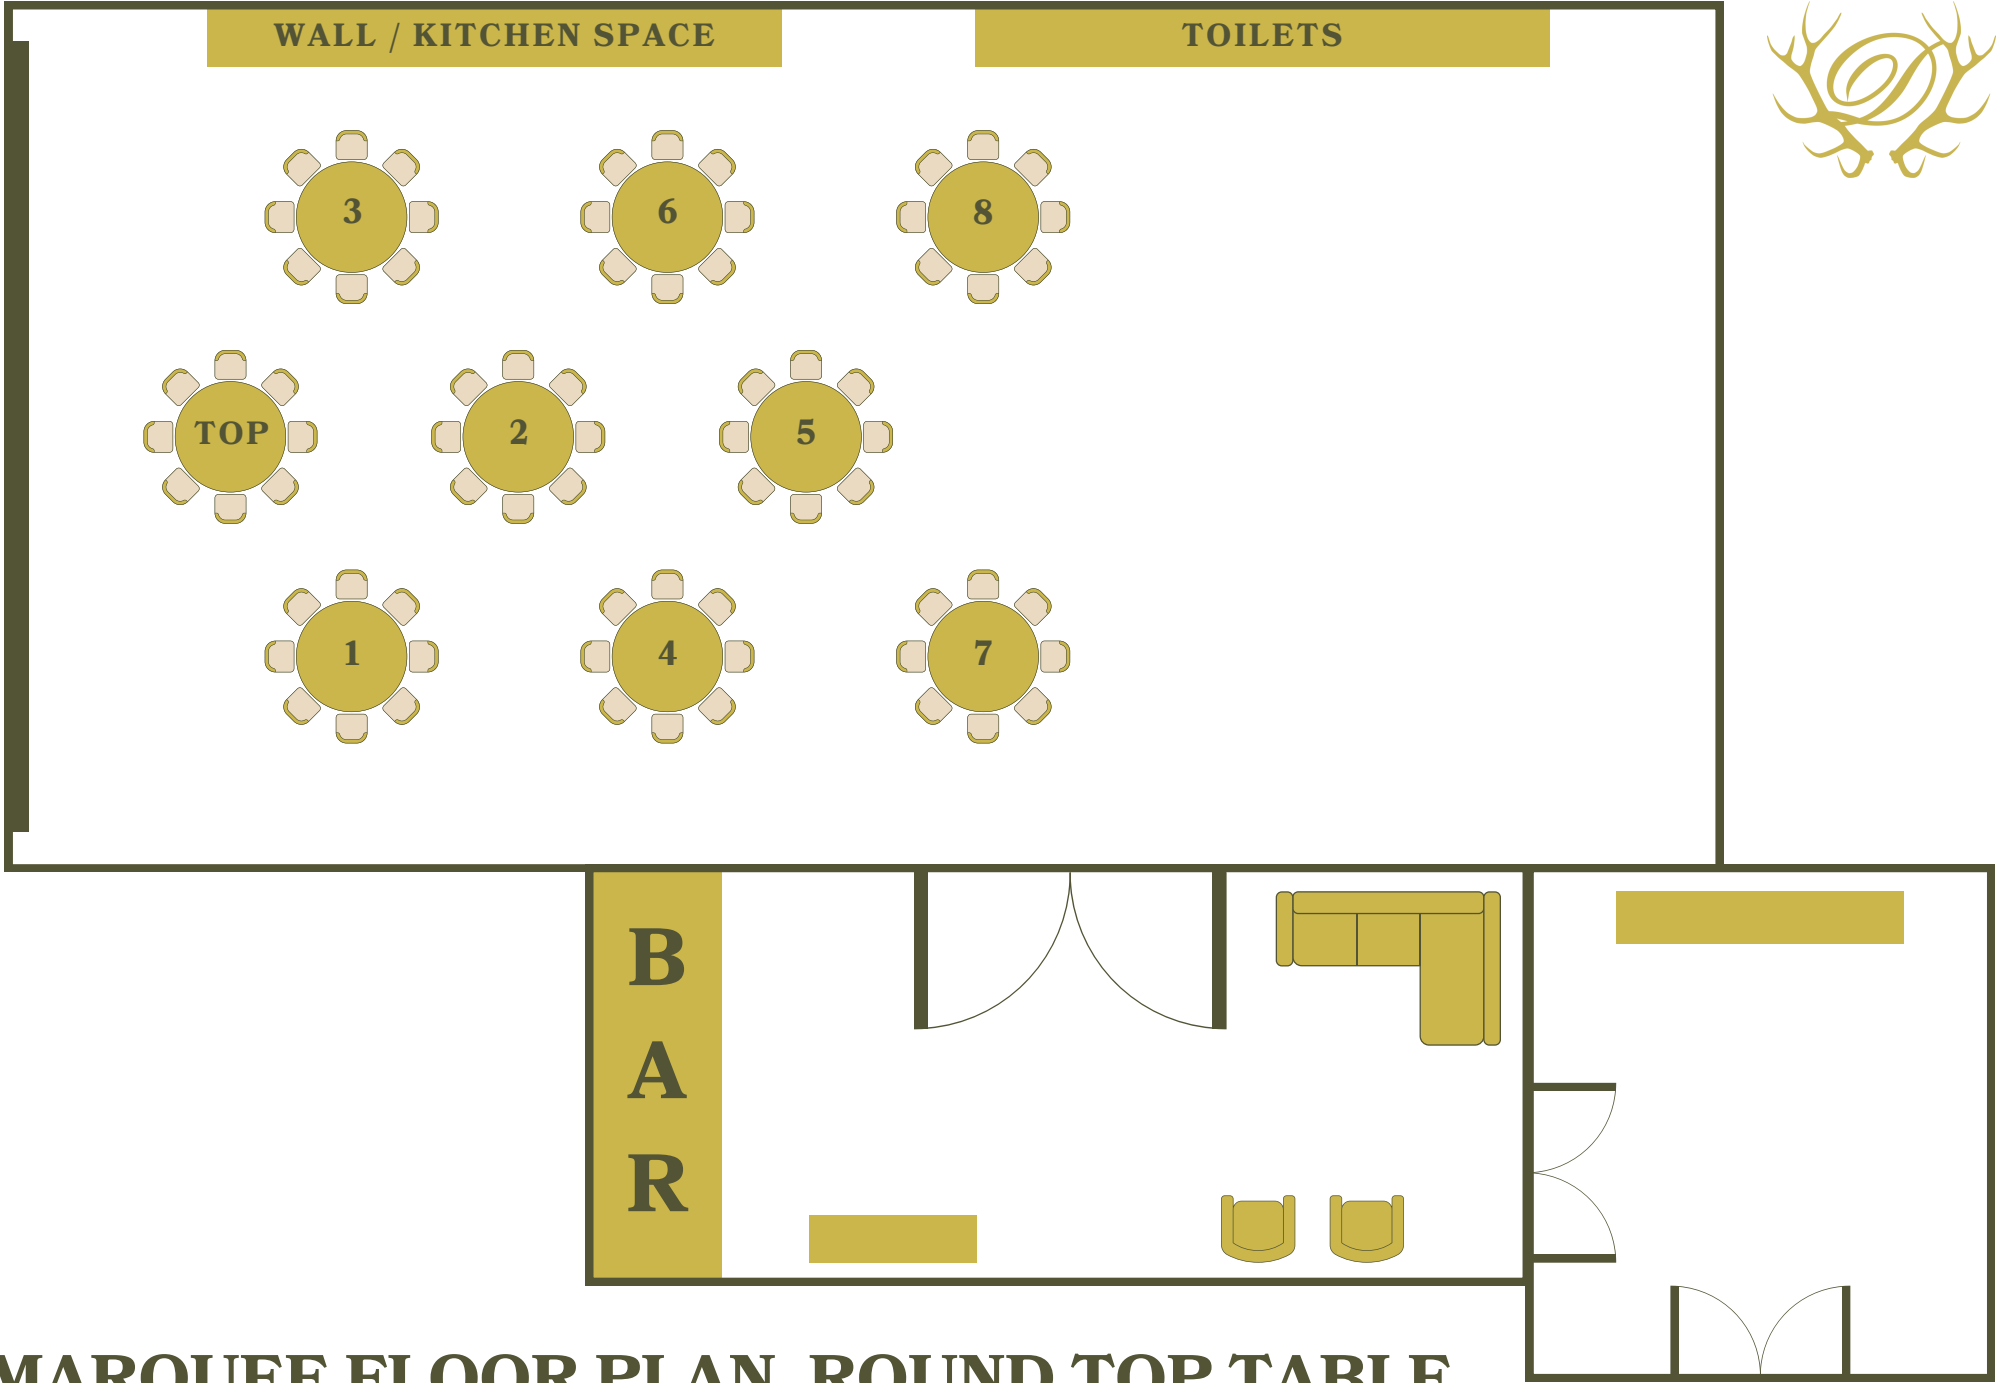 WALL / KITCHEN SPACE
TOILETS
3
6
8
TOP
2
5
1
4
7
B
A
R
MARQUEE FLOOR PLAN ROUND TOP TABLE